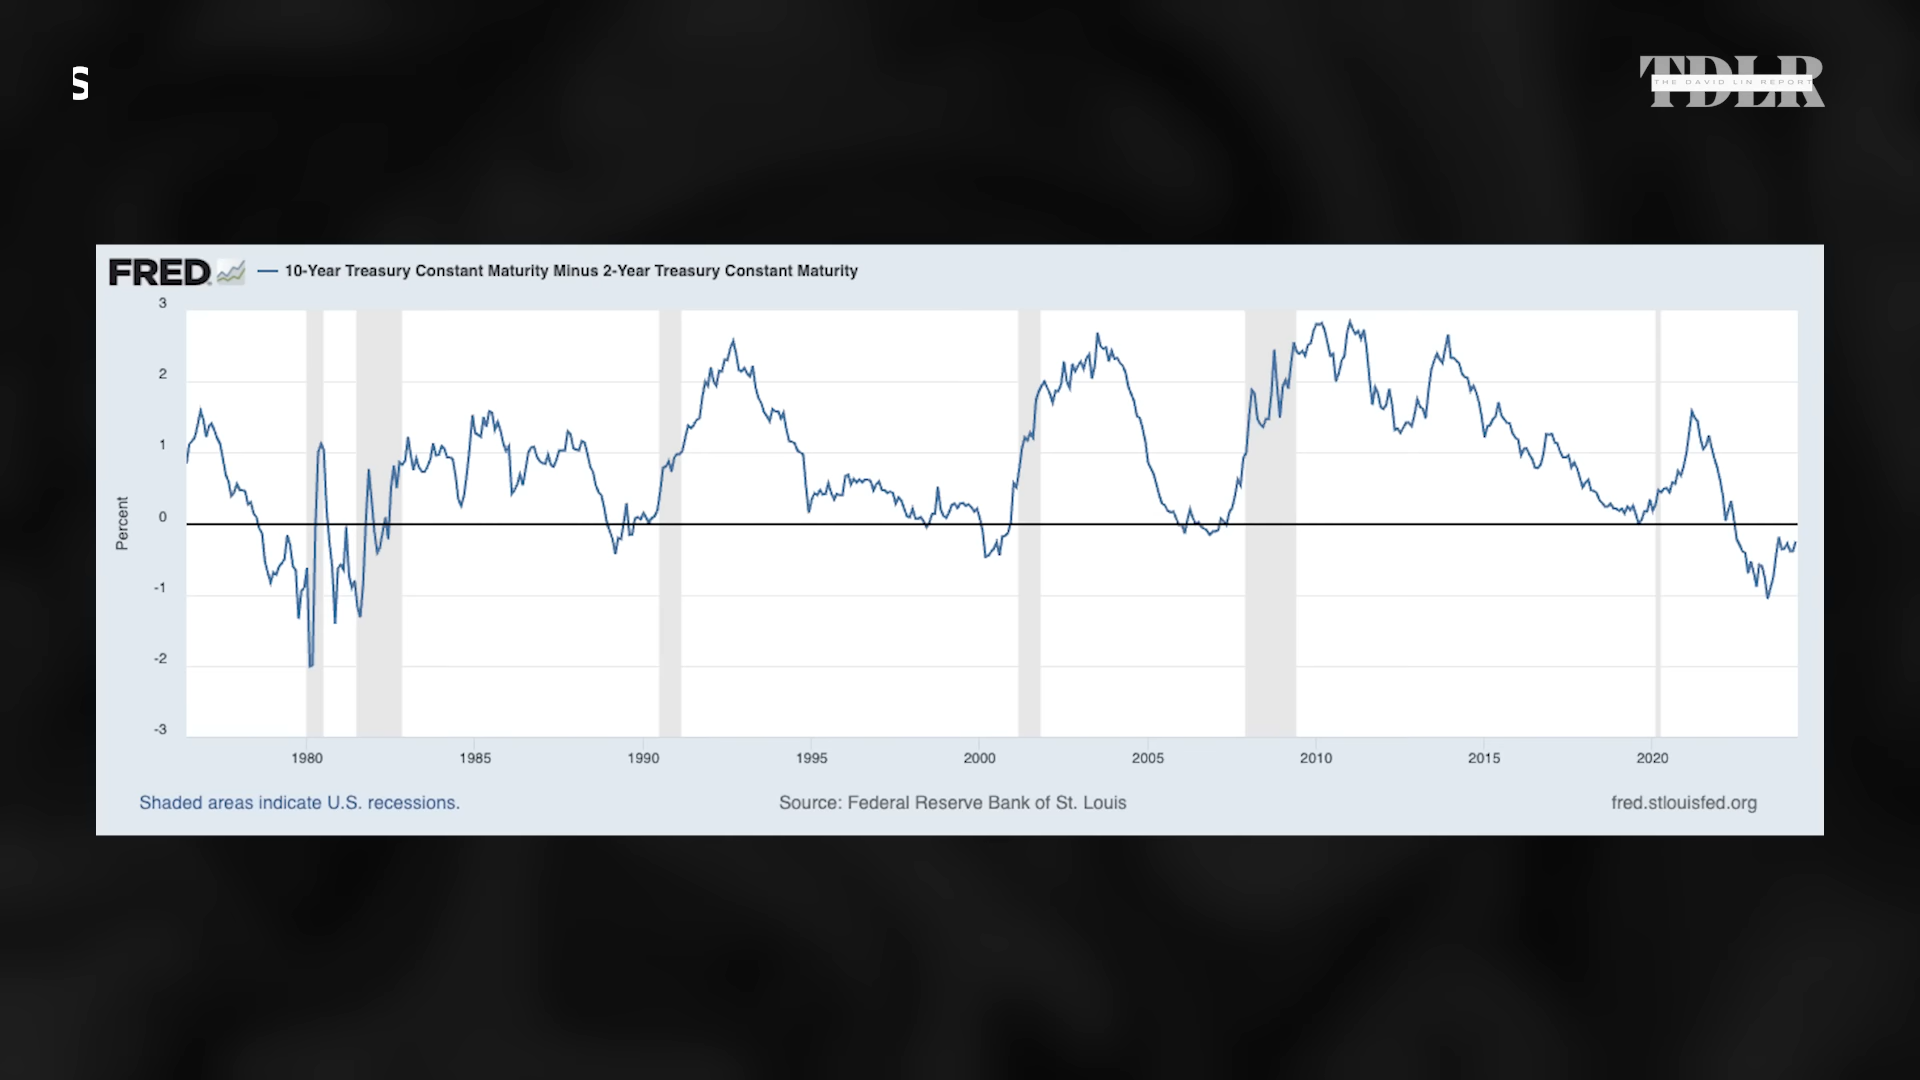 S
TDLR
THE DAVID LIN REPORT
FRED
10-Year Treasury Constant Maturity Minus 2-Year Treasury Constant Maturity
3
2
1
0
-1
-2
-3
Percent
1980 1985 1990 1995 2000 2005 2010 2015 2020
Shaded areas indicate U.S. recessions. Source: Federal Reserve Bank of St. Louis fred.stlouisfed.org